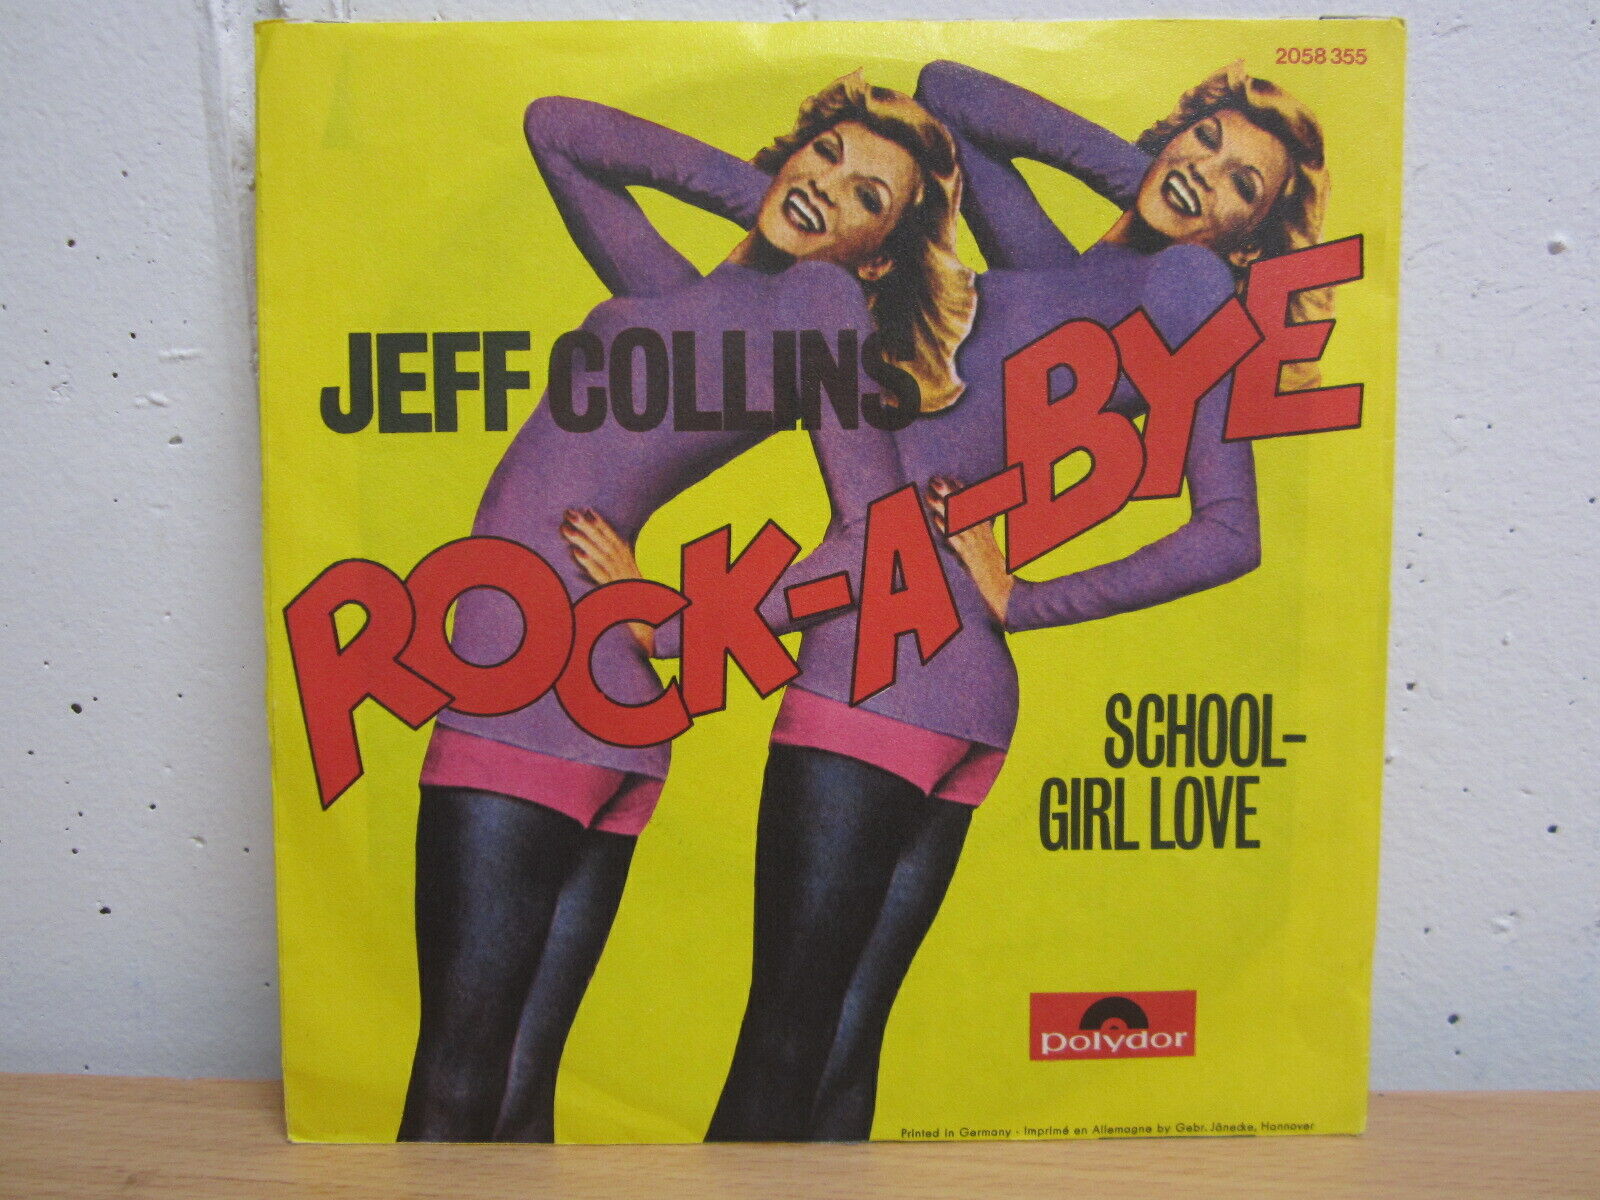 2058 355
JEFF COLLINS
ROCK-A-BYE
SCHOOL-
GIRL LOVE
polydor
Printed in Germany - Imprimé en Allemagne by Gebr. Jänecke, Hannover